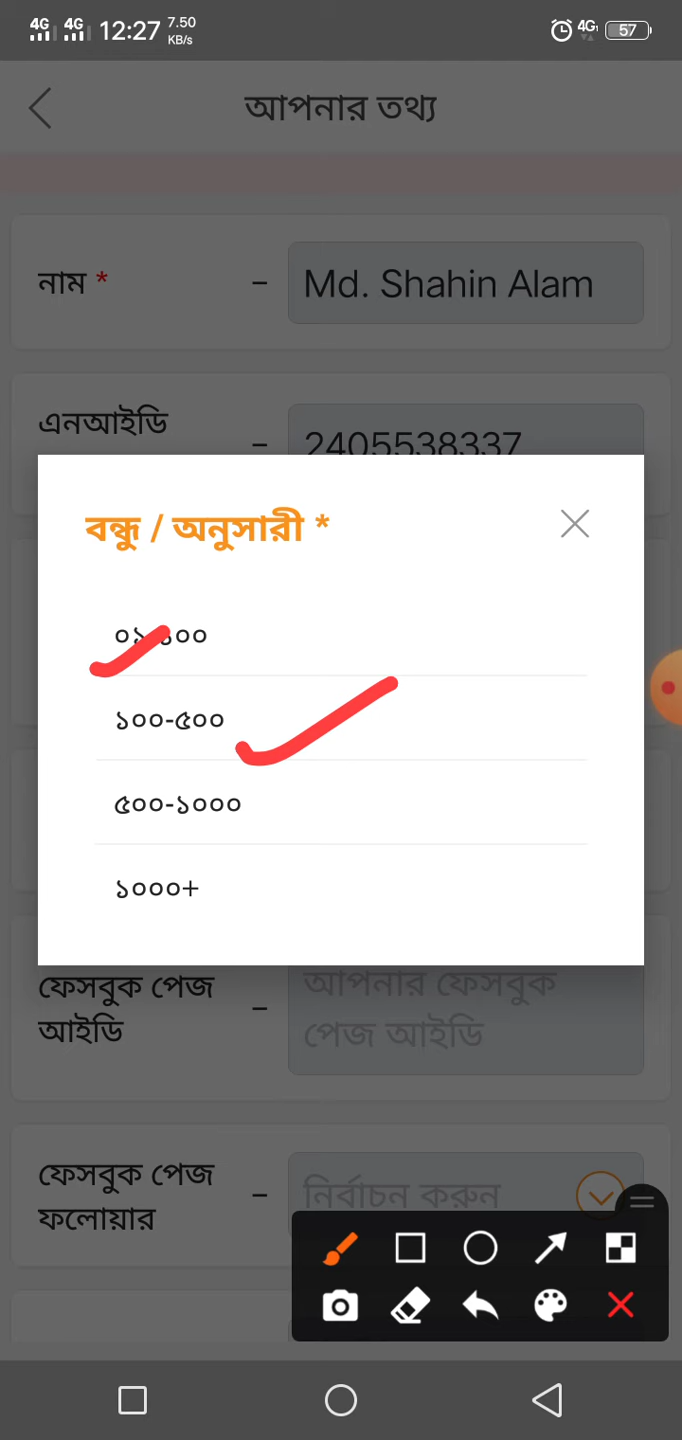 4G 4G 12:27 7.50 KB/s 4G 57
আপনার তথ্য
নাম * - Md. Shahin Alam
এনআইডি - 2405538337
বন্ধু / অনুসারী *
১০০-৫০০
৫০০-১০০০
১০০০+
ফেসবুক পেজ আইডি - আপনার ফেসবুক পেজ আইডি
ফেসবুক পেজ ফলোয়ার - নির্বাচন করুন